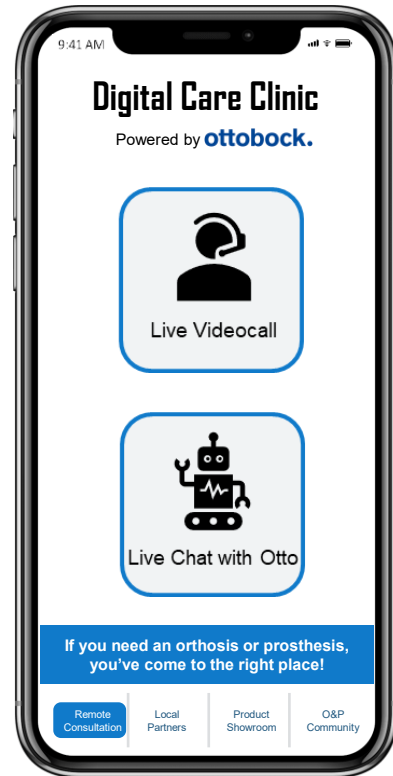 9:41 AM
Digital Care Clinic
Powered by ottobock.
Live Videocall
Live Chat with Otto
If you need an orthosis or prosthesis,
you've come to the right place!
Remote
Consultation
Local
Partners
Product
Showroom
O&P
Community